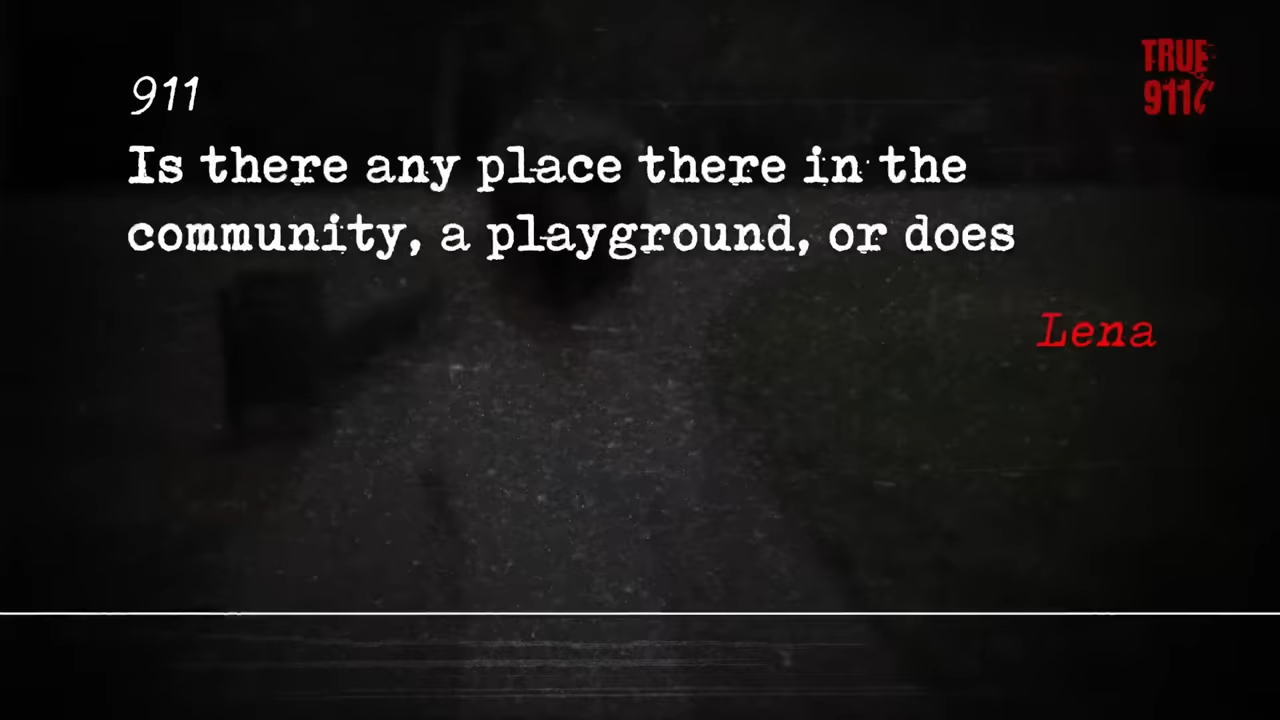 TRUE
911
911
Is there any place there in the
community, a playground, or does
Lena